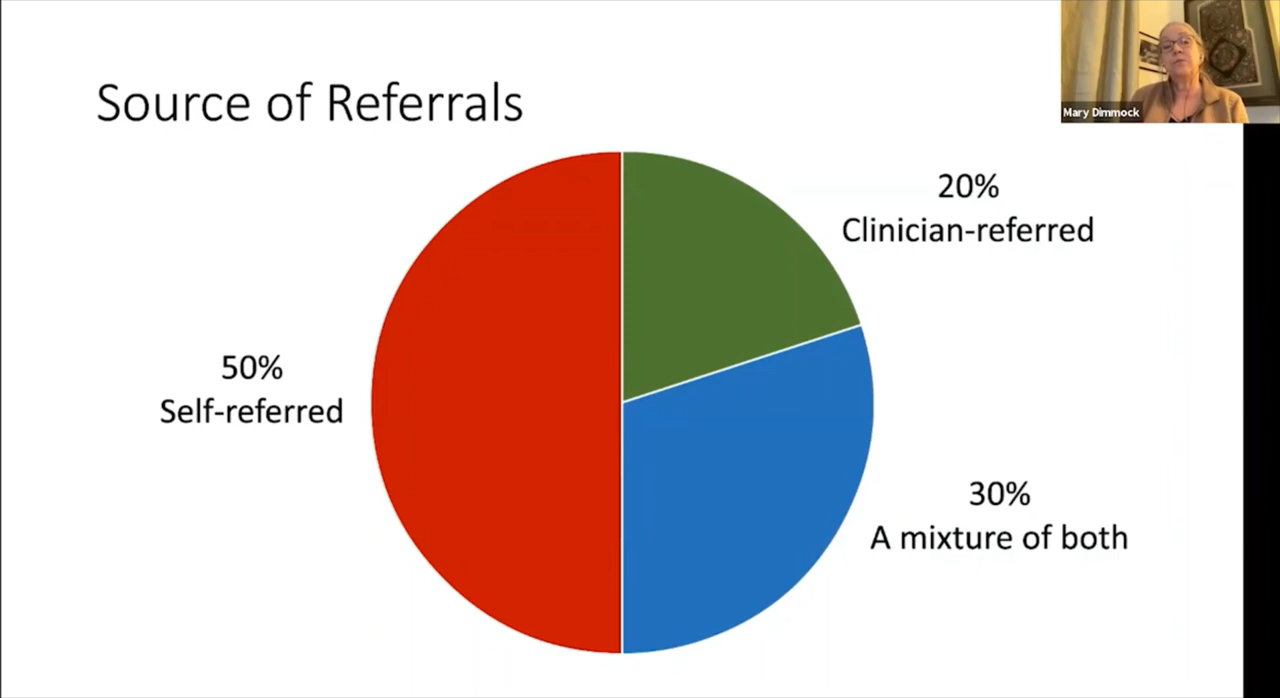 Source of Referrals
Mary Dimmock
20%
Clinician-referred
50%
Self-referred
30%
A mixture of both